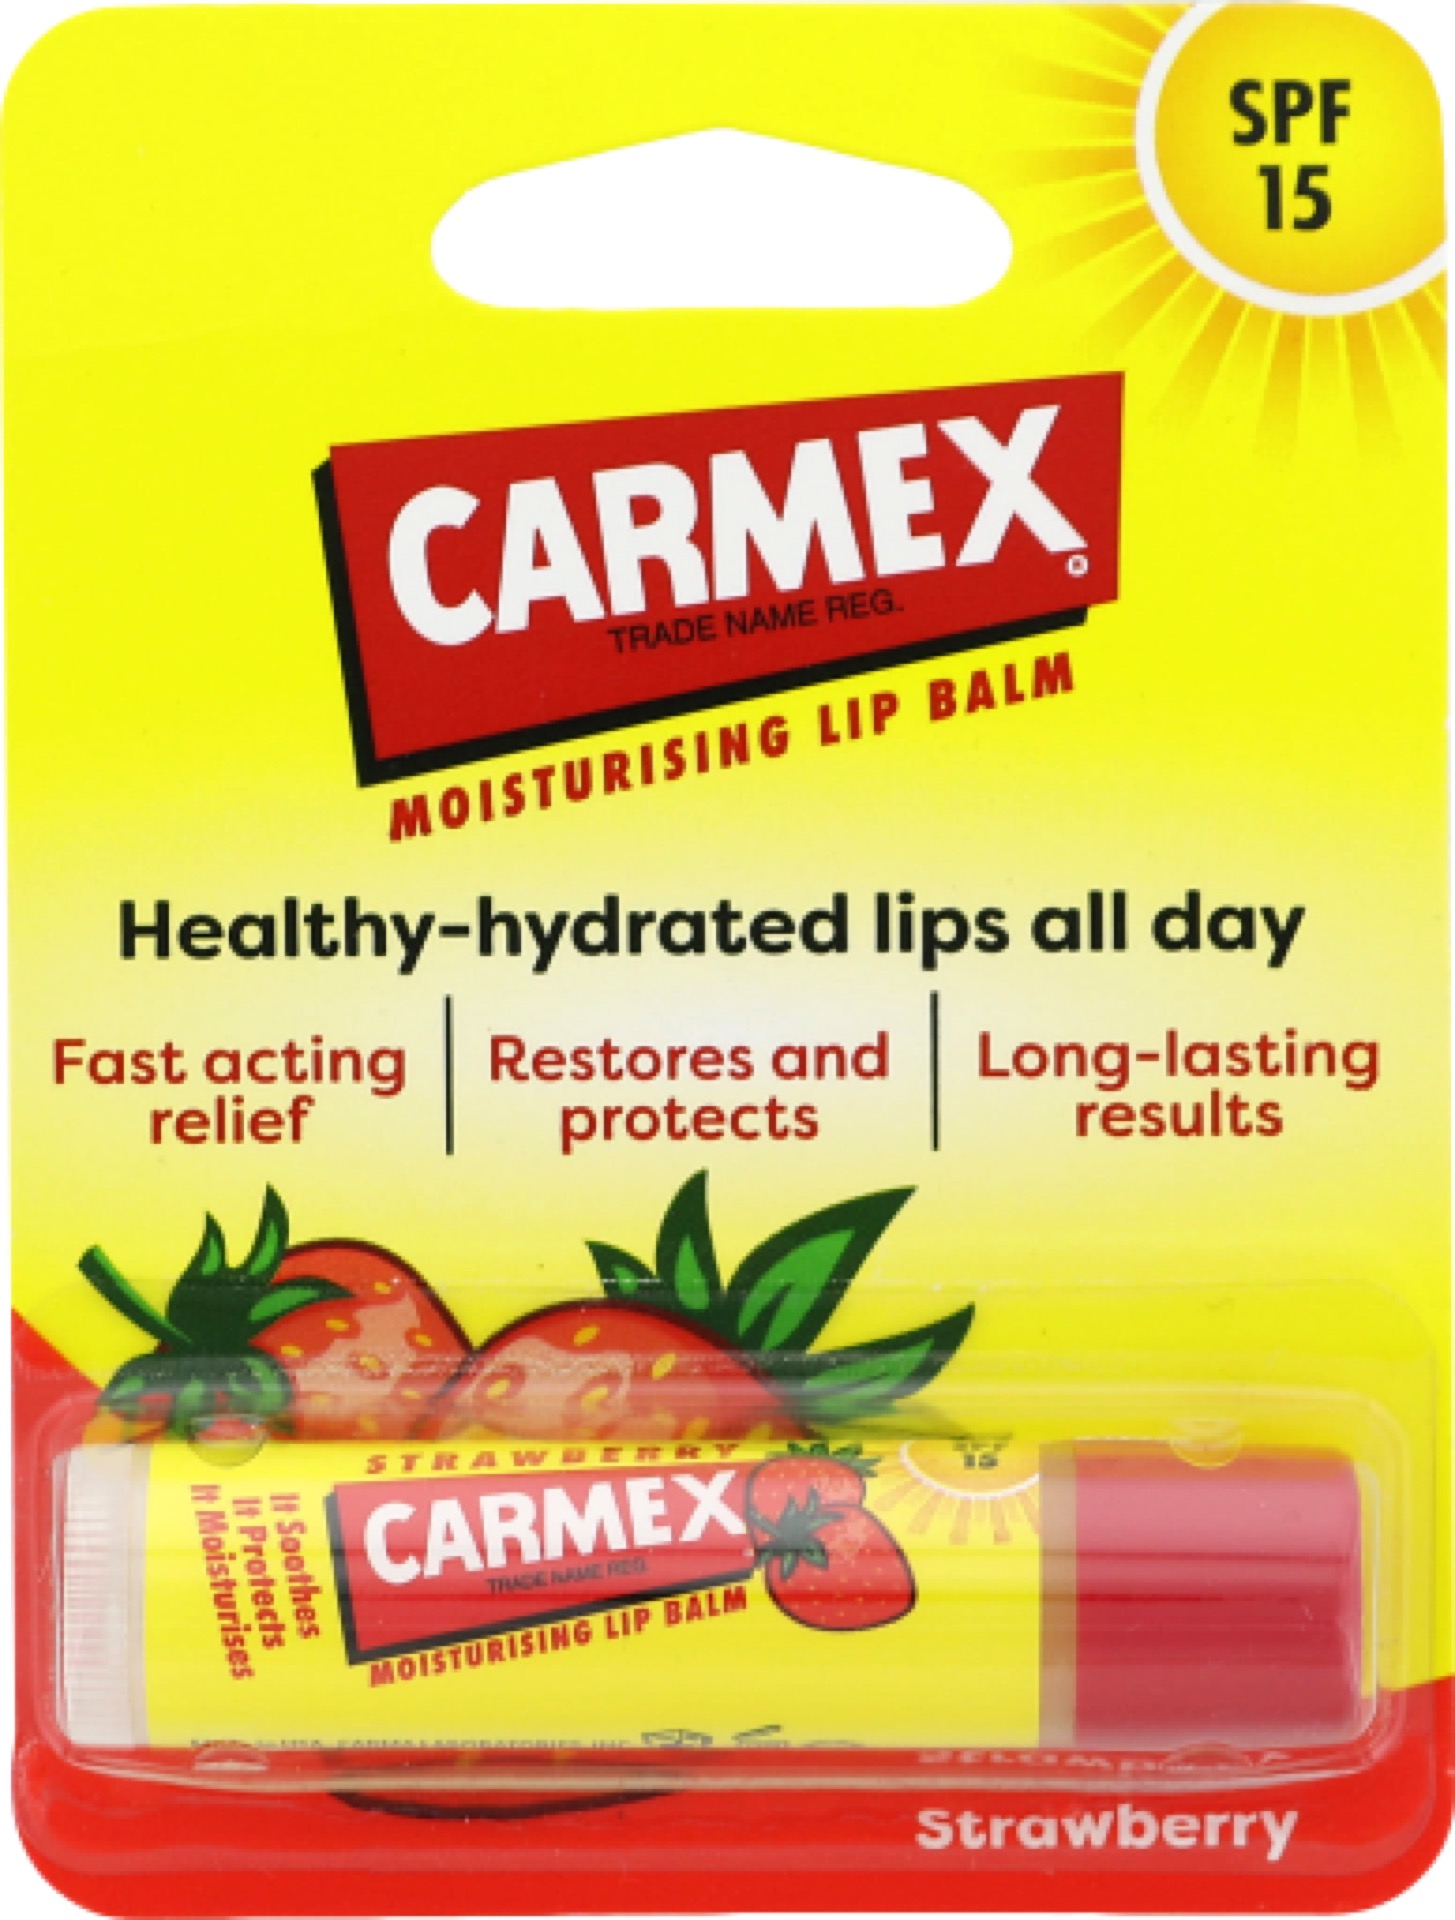 SPF
15
CARMEX
TRADE NAME REG.
MOISTURISING LIP BALM
Healthy-hydrated lips all day
Fast acting
relief
Restores and
protects
Long-lasting
results
STRAWBERRY
CARMEX
TRADE NAME REG.
MOISTURISING LIP BALM
It Soothes
It Protects
It Moisturises
SPF
15
Strawberry